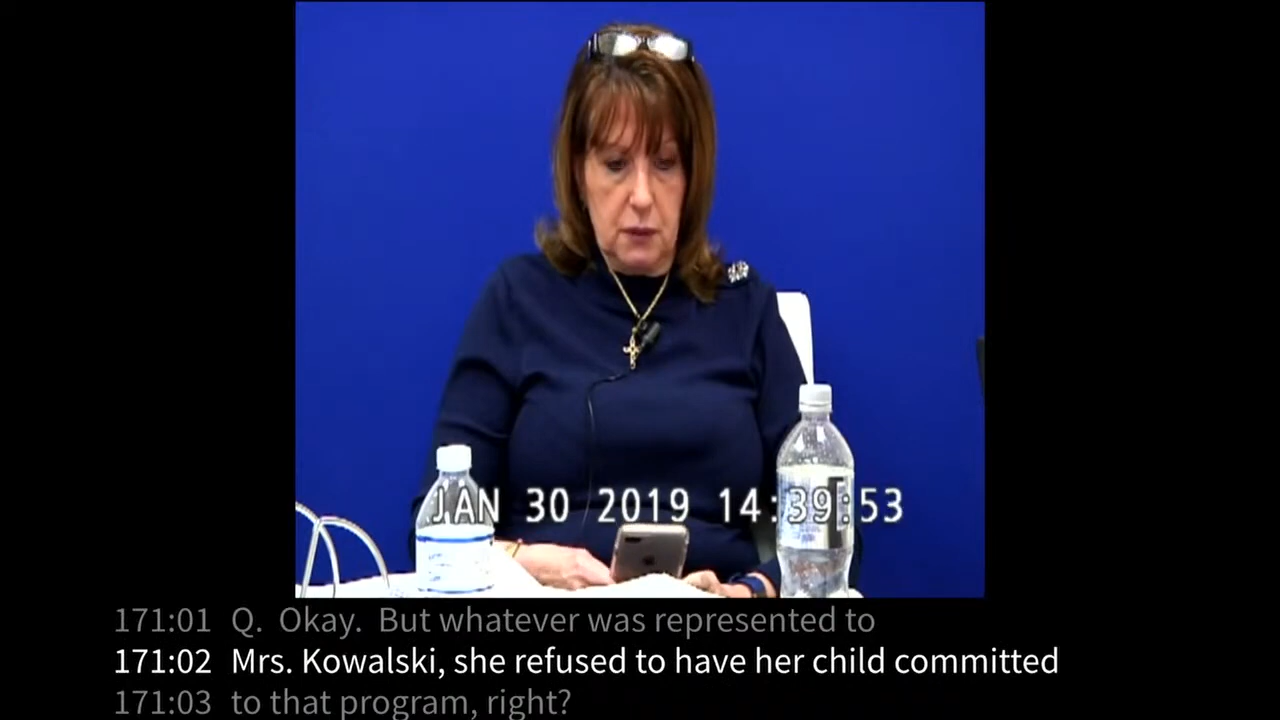 JAN 30 2019 14:39:53
171:01 Q. Okay. But whatever was represented to
171:02 Mrs. Kowalski, she refused to have her child committed
171:03 to that program, right?